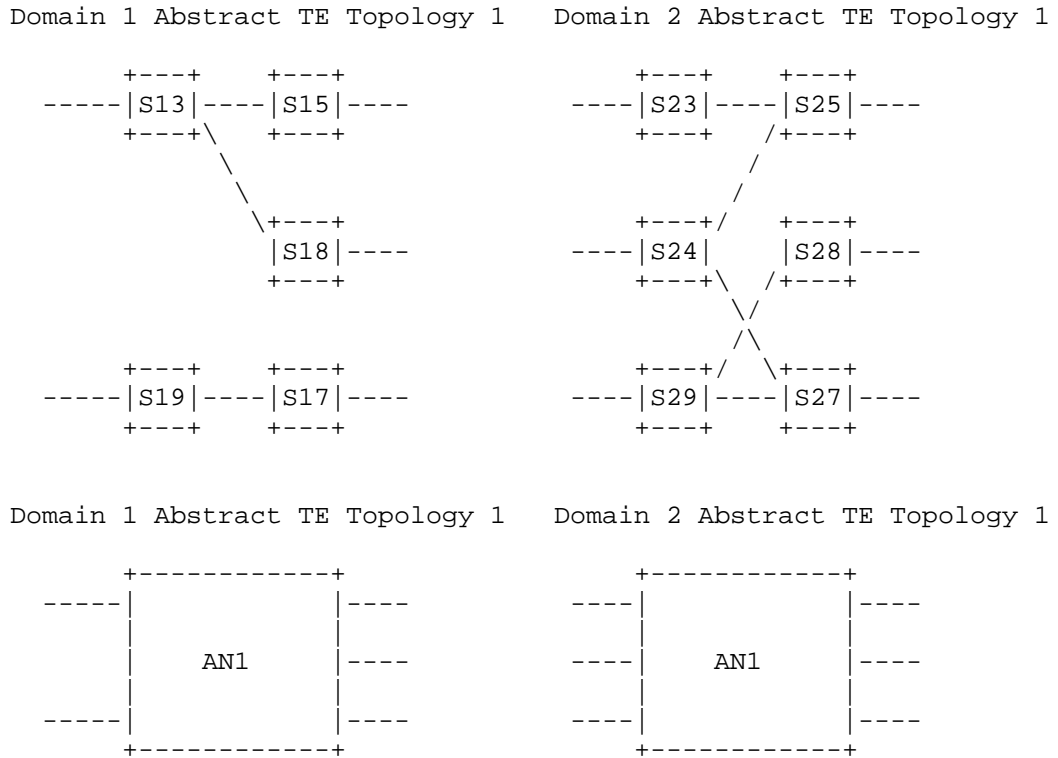 Domain 1 Abstract TE Topology 1   Domain 2 Abstract TE Topology 1
S13 S15 S23 S25
S18 S24 S28
S19 S17 S29 S27
Domain 1 Abstract TE Topology 1   Domain 2 Abstract TE Topology 1
AN1 AN1